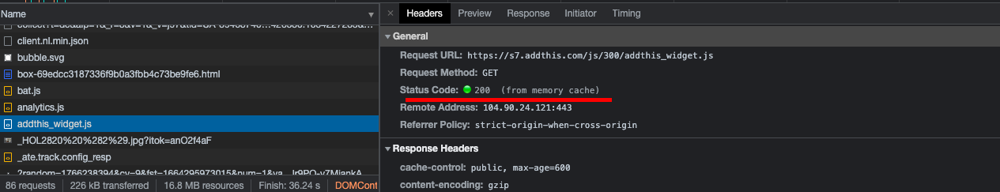 Name
client.nl.min.json
bubble.svg
box-69edcc3187336f9b0a3fbb4c73be9fe6.html
bat.js
analytics.js
addthis_widget.js
_HOL2820%20%282%29.jpg?itok=anO2f4aF
_ate.track.config_resp
86 requests 226 kB transferred 16.8 MB resources Finish: 36.24 s DOMCont
× Headers Preview Response Initiator Timing
General
Request URL: https://s7.addthis.com/js/300/addthis_widget.js
Request Method: GET
Status Code: 200 (from memory cache)
Remote Address: 104.90.24.121:443
Referrer Policy: strict-origin-when-cross-origin
Response Headers
cache-control: public, max-age=600
content-encoding: gzip